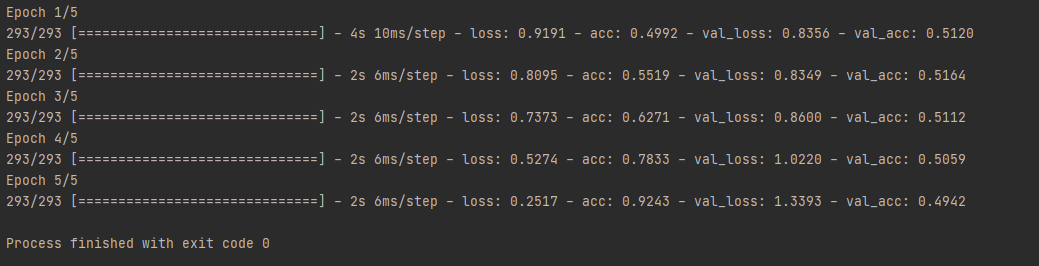 Epoch 1/5
293/293 [==============================] - 4s 10ms/step - loss: 0.9191 - acc: 0.4992 - val_loss: 0.8356 - val_acc: 0.5120
Epoch 2/5
293/293 [==============================] - 2s 6ms/step - loss: 0.8095 - acc: 0.5519 - val_loss: 0.8349 - val_acc: 0.5164
Epoch 3/5
293/293 [==============================] - 2s 6ms/step - loss: 0.7373 - acc: 0.6271 - val_loss: 0.8600 - val_acc: 0.5112
Epoch 4/5
293/293 [==============================] - 2s 6ms/step - loss: 0.5274 - acc: 0.7833 - val_loss: 1.0220 - val_acc: 0.5059
Epoch 5/5
293/293 [==============================] - 2s 6ms/step - loss: 0.2517 - acc: 0.9243 - val_loss: 1.3393 - val_acc: 0.4942
Process finished with exit code 0